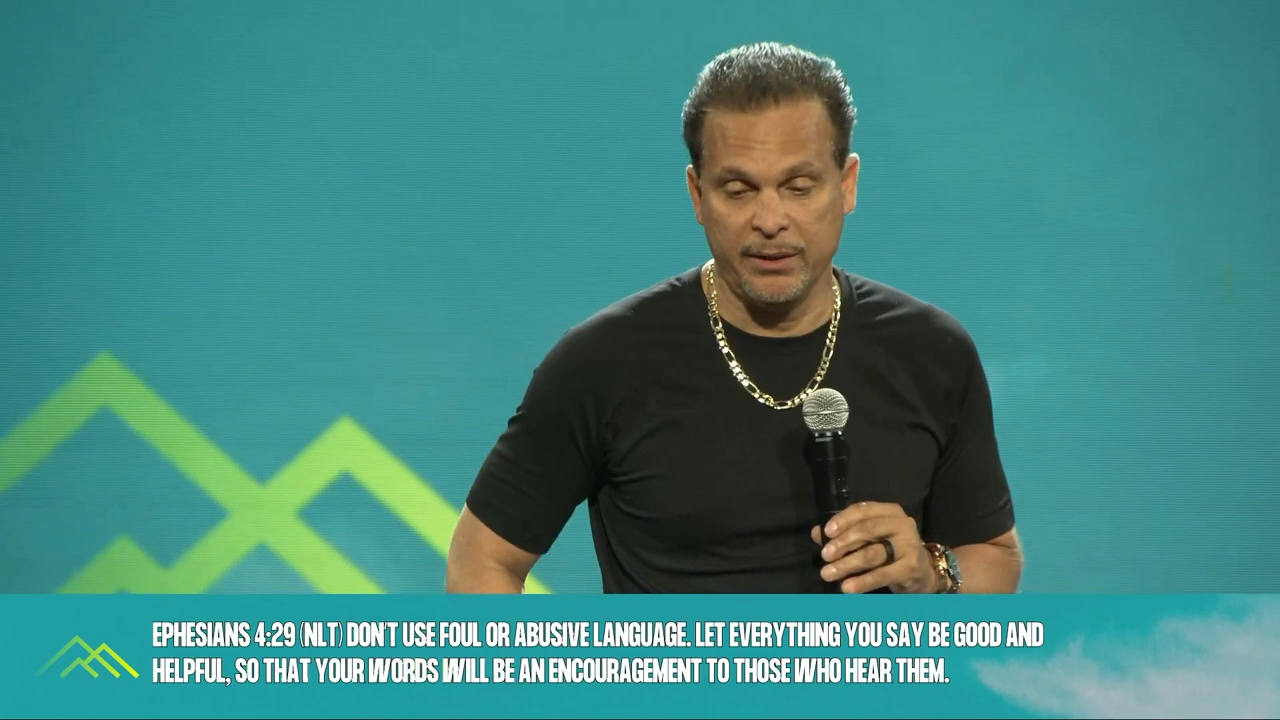 EPHESIANS 4:29 (NLT) DON'T USE FOUL OR ABUSIVE LANGUAGE. LET EVERYTHING YOU SAY BE GOOD AND
HELPFUL, SO THAT YOUR WORDS WILL BE AN ENCOURAGEMENT TO THOSE WHO HEAR THEM.